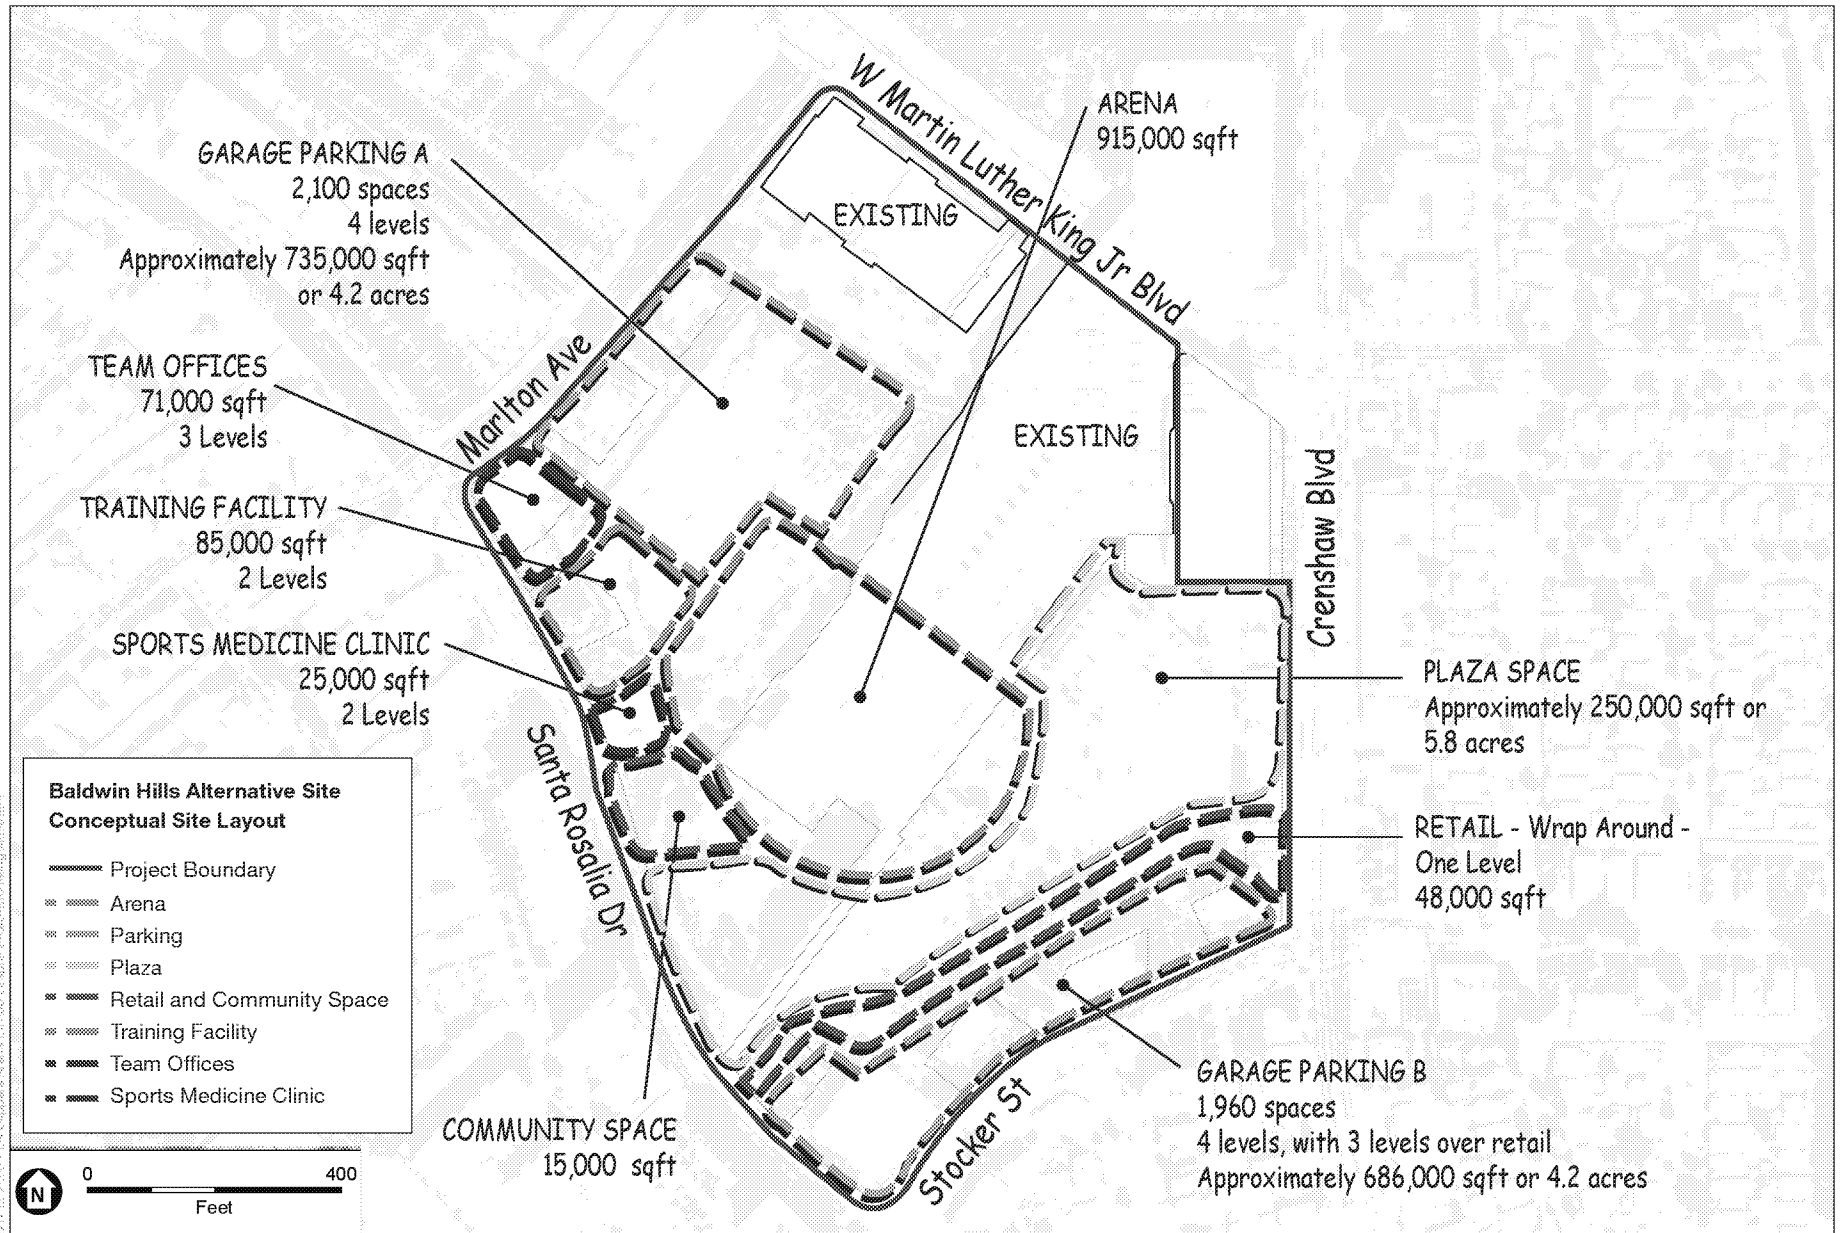 W Martin Luther King Jr Blvd
ARENA
915,000 sqft
GARAGE PARKING A
2,100 spaces
4 levels
Approximately 735,000 sqft
or 4.2 acres
EXISTING
TEAM OFFICES
71,000 sqft
3 Levels
Marlton Ave
EXISTING
TRAINING FACILITY
85,000 sqft
2 Levels
Crenshaw Blvd
SPORTS MEDICINE CLINIC
25,000 sqft
2 Levels
PLAZA SPACE
Approximately 250,000 sqft or
5.8 acres
Santa Rosalia Dr
RETAIL - Wrap Around -
One Level
48,000 sqft
Baldwin Hills Alternative Site
Conceptual Site Layout
Project Boundary
Arena
Parking
Plaza
Retail and Community Space
Training Facility
Team Offices
Sports Medicine Clinic
COMMUNITY SPACE
15,000 sqft
Stocker St
GARAGE PARKING B
1,960 spaces
4 levels, with 3 levels over retail
Approximately 686,000 sqft or 4.2 acres
N
0 400
Feet